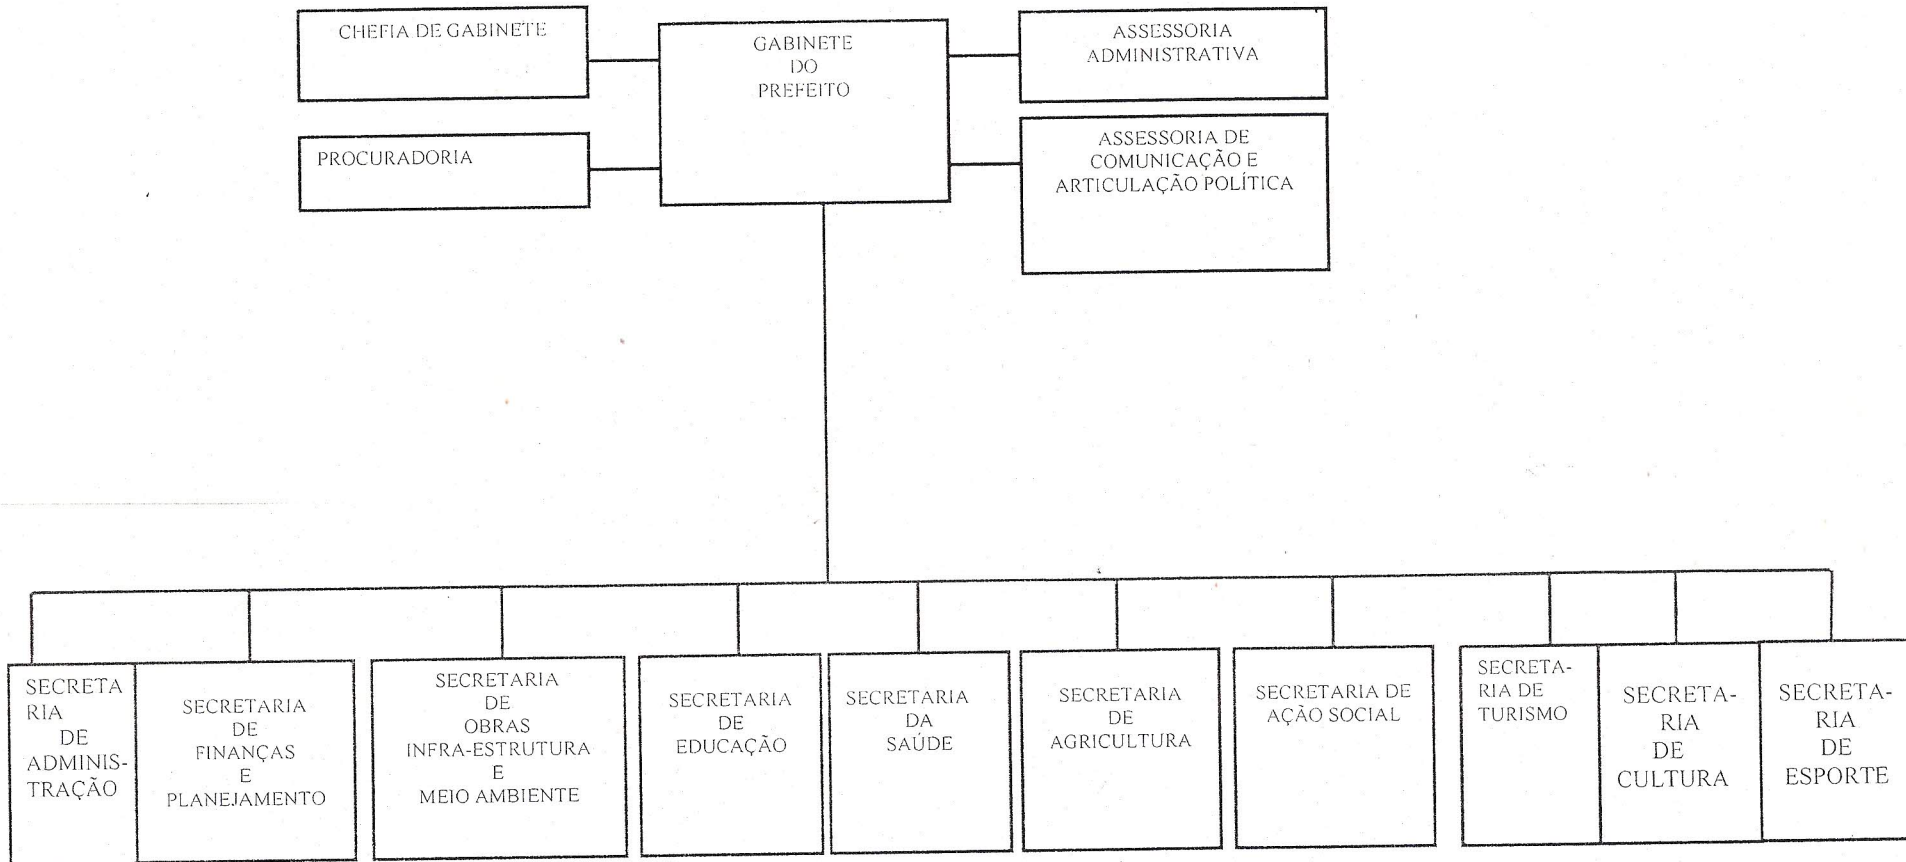 CHEFIA DE GABINETE
GABINETE
DO
PREFEITO
ASSESSORIA
ADMINISTRATIVA
PROCURADORIA
ASSESSORIA DE
COMUNICAÇÃO E
ARTICULAÇÃO POLÍTICA
SECRETA
RIA
DE
ADMINIS-
TRAÇÃO
SECRETARIA
DE
FINANÇAS
E
PLANEJAMENTO
SECRETARIA
DE
OBRAS
INFRA-ESTRUTURA
E
MEIO AMBIENTE
SECRETARIA
DE
EDUCAÇÃO
SECRETARIA
DA
SAÚDE
SECRETARIA
DE
AGRICULTURA
SECRETARIA DE
AÇÃO SOCIAL
SECRETA-
RIA DE
TURISMO
SECRETA-
RIA
DE
CULTURA
SECRETA-
RIA
DE
ESPORTE